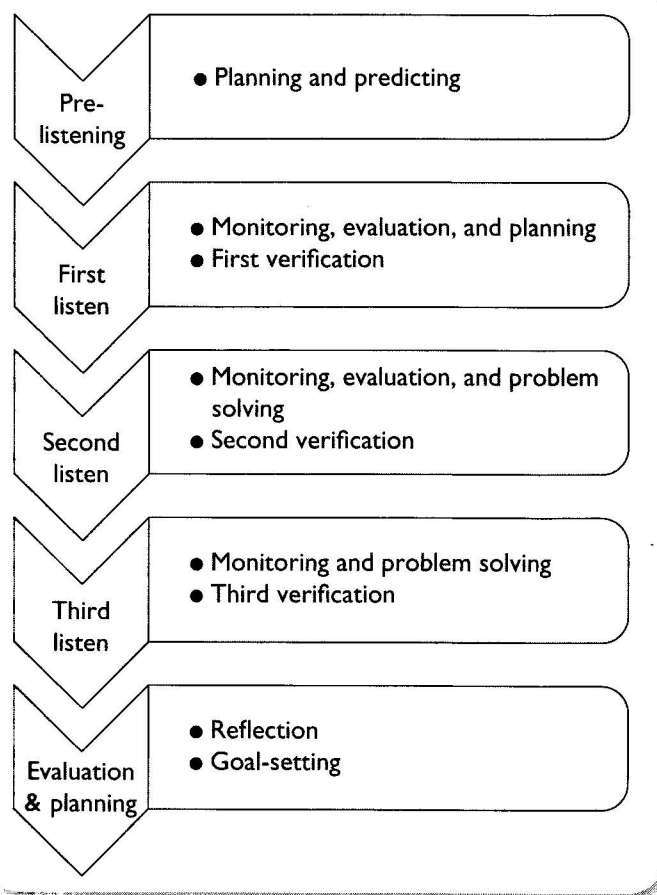 Pre-
listening
● Planning and predicting
First
listen
● Monitoring, evaluation, and planning
● First verification
Second
listen
● Monitoring, evaluation, and problem
solving
● Second verification
Third
listen
● Monitoring and problem solving
● Third verification
Evaluation
& planning
● Reflection
● Goal-setting